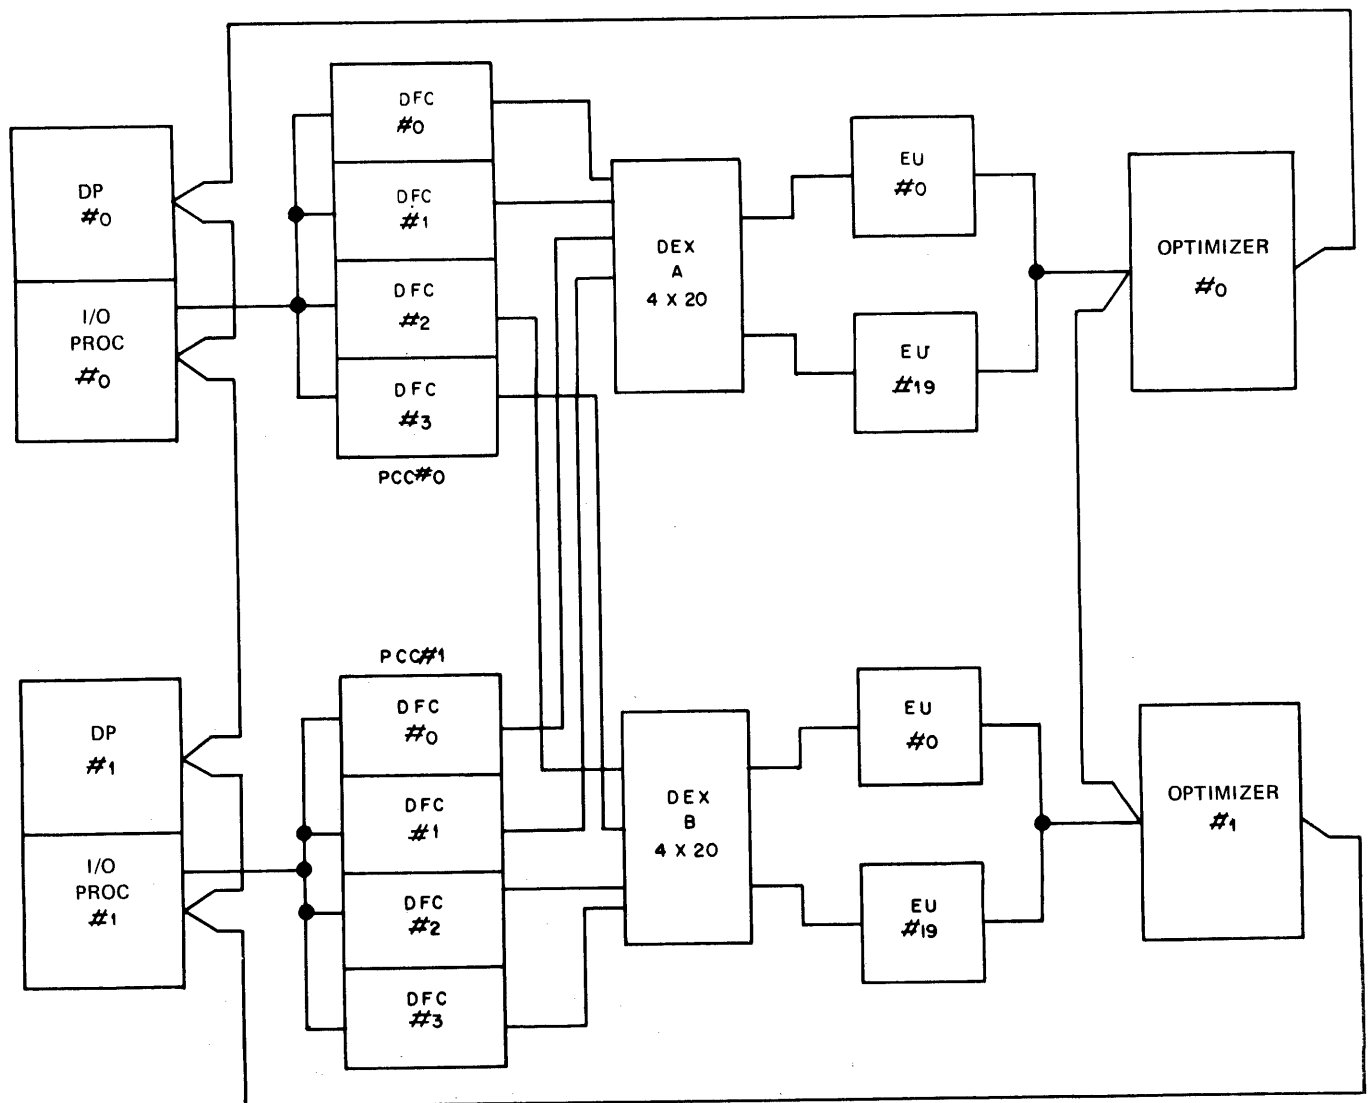 DP
#0
I/O
PROC
#0
DFC
#0
DFC
#1
DFC
#2
DFC
#3
PCC#0
DEX
A
4 X 20
EU
#0
EU
#19
OPTIMIZER
#0
DP
#1
I/O
PROC
#1
PCC#1
DFC
#0
DFC
#1
DFC
#2
DFC
#3
DEX
B
4 X 20
EU
#0
EU
#19
OPTIMIZER
#1